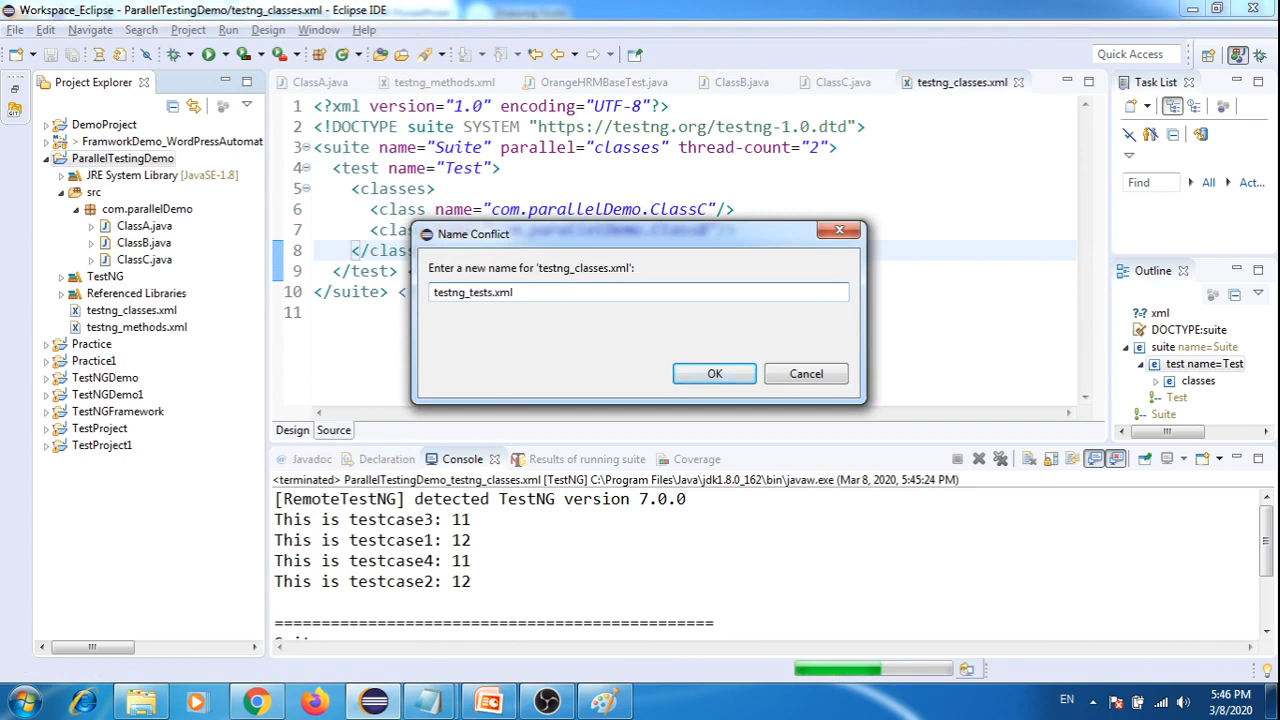 Workspace_Eclipse - ParallelTestingDemo/testng_classes.xml - Eclipse IDE
File Edit Navigate Search Project Run Design Window Help
Quick Access
Project Explorer
DemoProject
> FramworkDemo_WordPressAutomat
ParallelTestingDemo
JRE System Library [JavaSE-1.8]
src
com.parallelDemo
ClassA.java
ClassB.java
ClassC.java
TestNG
Referenced Libraries
testng_classes.xml
testng_methods.xml
Practice
Practice1
TestNGDemo
TestNGDemo1
TestNGFramework
TestProject
TestProject1
ClassA.java testng_methods.xml OrangeHRMBaseTest.java ClassB.java ClassC.java testng_classes.xml
1 <?xml version="1.0" encoding="UTF-8"?>
2 <!DOCTYPE suite SYSTEM "https://testng.org/testng-1.0.dtd">
3 <suite name="Suite" parallel="classes" thread-count="2">
4 <test name="Test">
5 <classes>
6 <class name="com.parallelDemo.ClassC"/>
7 <cla
8 </class
9 </test> <
10 </suite> <
11
Name Conflict
Enter a new name for 'testng_classes.xml':
testng_tests.xml
OK Cancel
Design Source
Task List
Find All Act...
Outline
xml
DOCTYPE:suite
suite name=Suite
test name=Test
classes
Test
Suite
Javadoc Declaration Console Results of running suite Coverage
<terminated> ParallelTestingDemo_testng_classes.xml [TestNG] C:\Program Files\Java\jdk1.8.0_162\bin\javaw.exe (Mar 8, 2020, 5:45:24 PM)
[RemoteTestNG] detected TestNG version 7.0.0
This is testcase3: 11
This is testcase1: 12
This is testcase4: 11
This is testcase2: 12
===============================================
EN
5:46 PM
3/8/2020